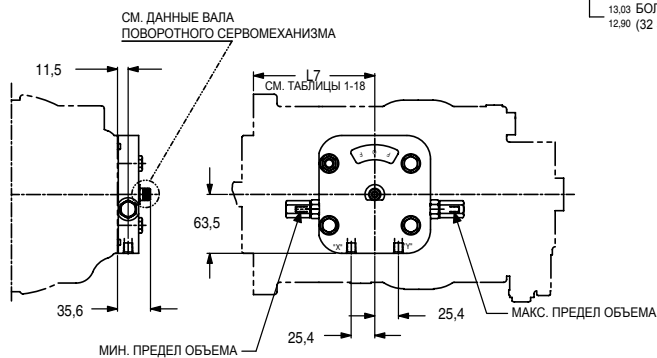 СМ. ДАННЫЕ ВАЛА
ПОВОРОТНОГО СЕРВОМЕХАНИЗМА
13,03 БОЛ
12,90 (32
11,5
L7
СМ. ТАБЛИЦЫ 1-18
63,5
"X"
"Y"
35,6
25,4
25,4
МИН. ПРЕДЕЛ ОБЪЕМА
МАКС. ПРЕДЕЛ ОБЪЕМА